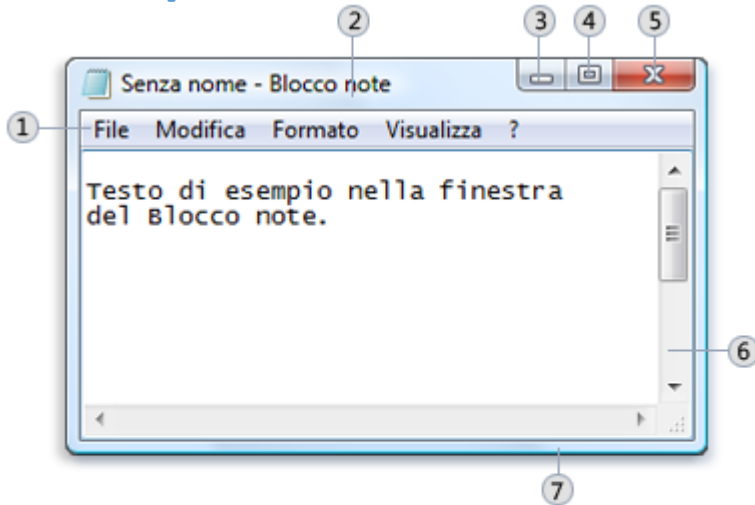 2
3
4
5
Senza nome - Blocco note
1
File Modifica Formato Visualizza ?
Testo di esempio nella finestra
del Blocco note.
6
7